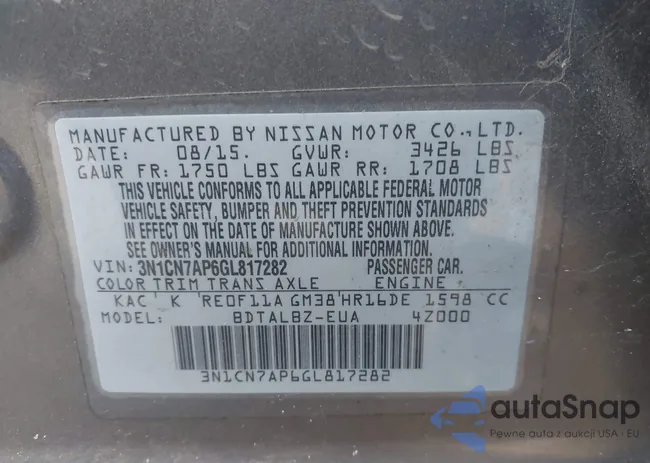 MANUFACTURED BY NISSAN MOTOR CO., LTD.
DATE: 08/15. GVWR: 3426 LBS
GAWR FR: 1750 LBS GAWR RR: 1708 LBS
THIS VEHICLE CONFORMS TO ALL APPLICABLE FEDERAL MOTOR
VEHICLE SAFETY, BUMPER AND THEFT PREVENTION STANDARDS
IN EFFECT ON THE DATE OF MANUFACTURE SHOWN ABOVE.
SEE OWNER'S MANUAL FOR ADDITIONAL INFORMATION.
VIN: 3N1CN7AP6GL817282 PASSENGER CAR.
COLOR TRIM TRANS AXLE ENGINE
KAC K RE0F11A GM38 HR16DE 1598 CC
MODEL: BDTALBZ-EUA 4Z000
3N1CN7AP6GL817282
autaSnap
Pewne auta z aukcji USA i EU